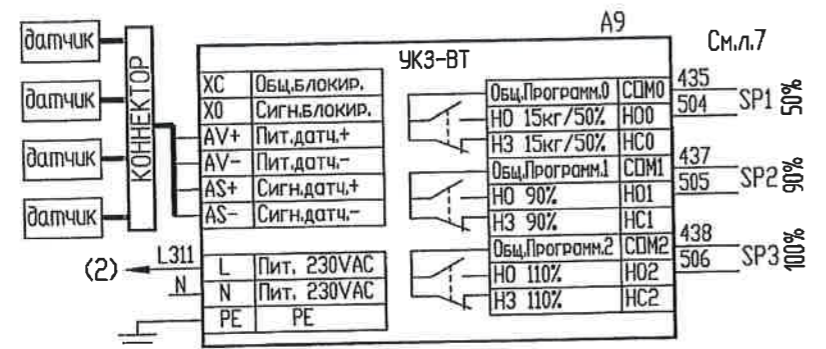 датчик
датчик
датчик
датчик
КОННЕКТОР
А9
УКЗ-ВТ
См.л.7
XC Общ.блокир.
X0 Сигн.блокир.
AV+ Пит.датч.+
AV- Пит.датч.-
AS+ Сигн.датч.+
AS- Сигн.датч.-
(2) L311 L Пит. 230VAC
N N Пит. 230VAC
PE PE
Общ.Программ.0 COM0 435
НО 15кг/50% НО0 504 SP1 50%
НЗ 15кг/50% НС0
Общ.Программ.1 COM1 437
НО 90% НО1 505 SP2 90%
НЗ 90% НС1
Общ.Программ.2 COM2 438
НО 110% НО2 506 SP3 100%
НЗ 110% НС2